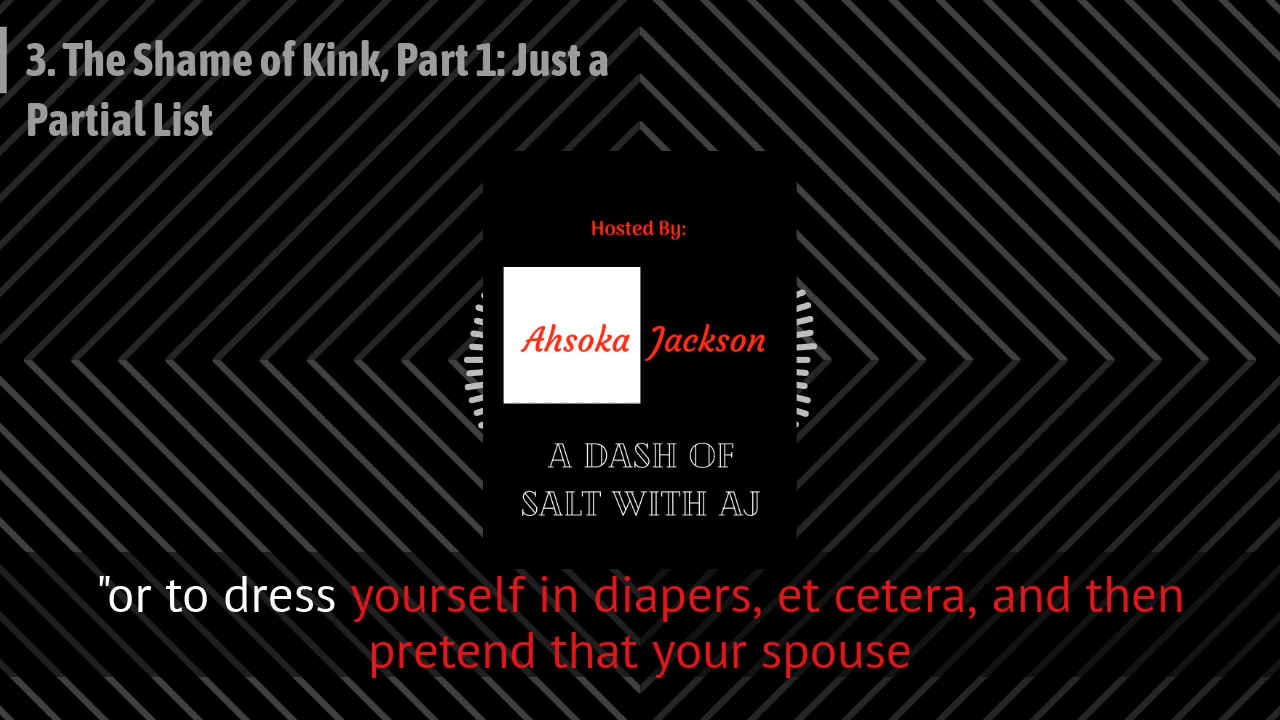 3. The Shame of Kink, Part 1: Just a
Partial List
Hosted By:
Ahsoka Jackson
A DASH OF
SALT WITH AJ
"or to dress yourself in diapers, et cetera, and then
pretend that your spouse